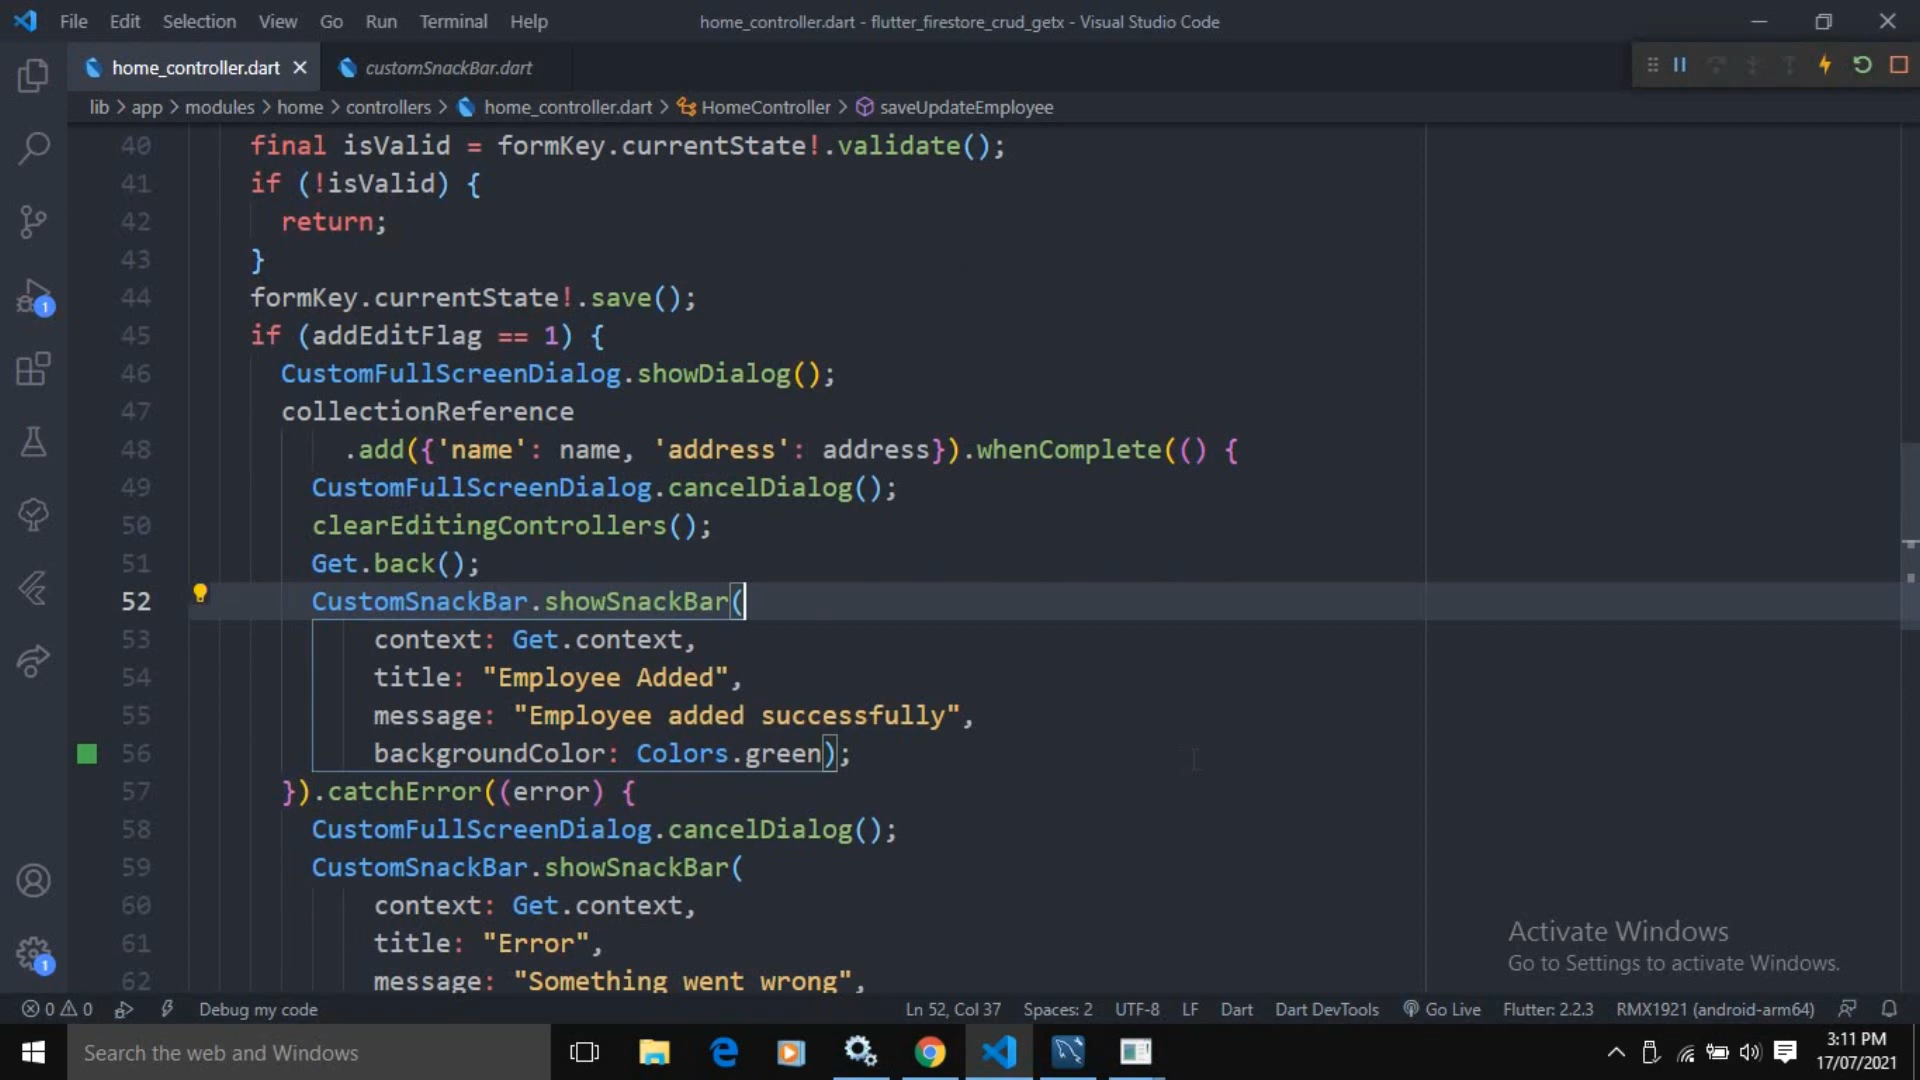 File Edit Selection View Go Run Terminal Help
home_controller.dart - flutter_firestore_crud_getx - Visual Studio Code
home_controller.dart
customSnackBar.dart
lib > app > modules > home > controllers > home_controller.dart > HomeController > saveUpdateEmployee
40 final isValid = formKey.currentState!.validate();
41 if (!isValid) {
42 return;
43 }
44 formKey.currentState!.save();
45 if (addEditFlag == 1) {
46 CustomFullScreenDialog.showDialog();
47 collectionReference
48 .add({'name': name, 'address': address}).whenComplete(() {
49 CustomFullScreenDialog.cancelDialog();
50 clearEditingControllers();
51 Get.back();
52 CustomSnackBar.showSnackBar(
53 context: Get.context,
54 title: "Employee Added",
55 message: "Employee added successfully",
56 backgroundColor: Colors.green);
57 }).catchError((error) {
58 CustomFullScreenDialog.cancelDialog();
59 CustomSnackBar.showSnackBar(
60 context: Get.context,
61 title: "Error",
62 message: "Something went wrong",
1
1
Activate Windows
Go to Settings to activate Windows.
0 0 Debug my code Ln 52, Col 37 Spaces: 2 UTF-8 LF Dart Dart DevTools Go Live Flutter: 2.2.3 RMX1921 (android-arm64)
Search the web and Windows
3:11 PM
17/07/2021